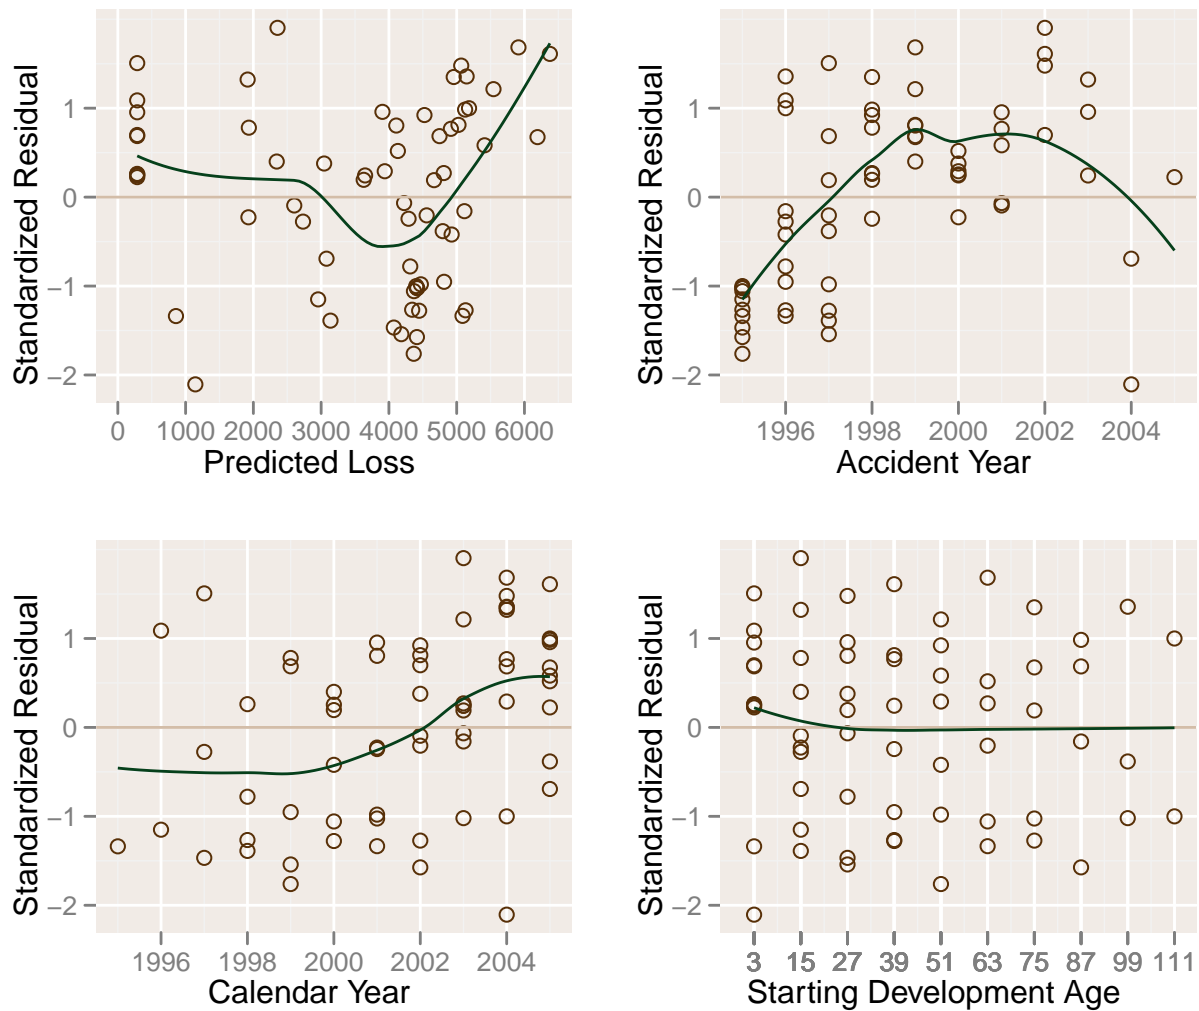 Standardized Residual
1
0
−1
−2
0 1000 2000 3000 4000 5000 6000
Predicted Loss
Standardized Residual
1
0
−1
−2
1996 1998 2000 2002 2004
Accident Year
Standardized Residual
1
0
−1
−2
1996 1998 2000 2002 2004
Calendar Year
Standardized Residual
1
0
−1
−2
3 15 27 39 51 63 75 87 99 111
Starting Development Age